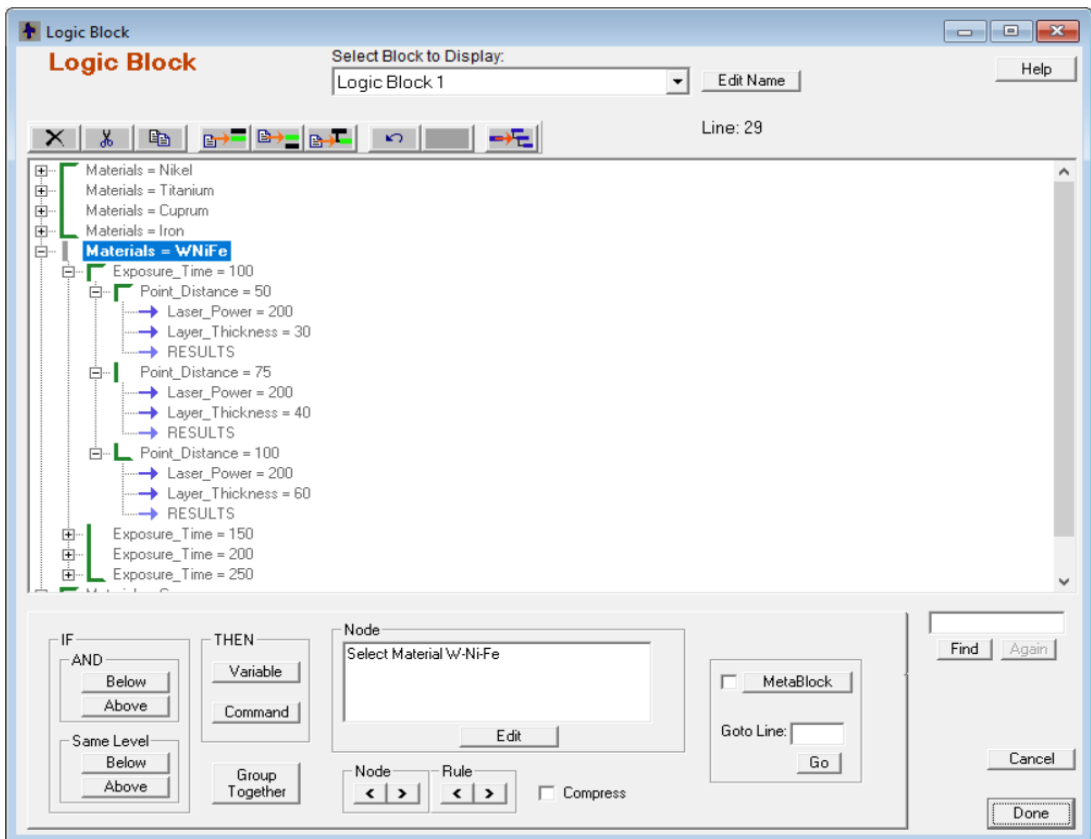 Logic Block
Logic Block
Select Block to Display:
Logic Block 1
Edit Name
Help
Line: 29
Materials = Nikel
Materials = Titanium
Materials = Cuprum
Materials = Iron
Materials = WNiFe
Exposure_Time = 100
Point_Distance = 50
Laser_Power = 200
Layer_Thickness = 30
RESULTS
Point_Distance = 75
Laser_Power = 200
Layer_Thickness = 40
RESULTS
Point_Distance = 100
Laser_Power = 200
Layer_Thickness = 60
RESULTS
Exposure_Time = 150
Exposure_Time = 200
Exposure_Time = 250
IF
AND
Below
Above
Same Level
Below
Above
THEN
Variable
Command
Group
Together
Node
Select Material W-Ni-Fe
Edit
Node
< >
Rule
< >
Compress
MetaBlock
Goto Line:
Go
Find Again
Cancel
Done